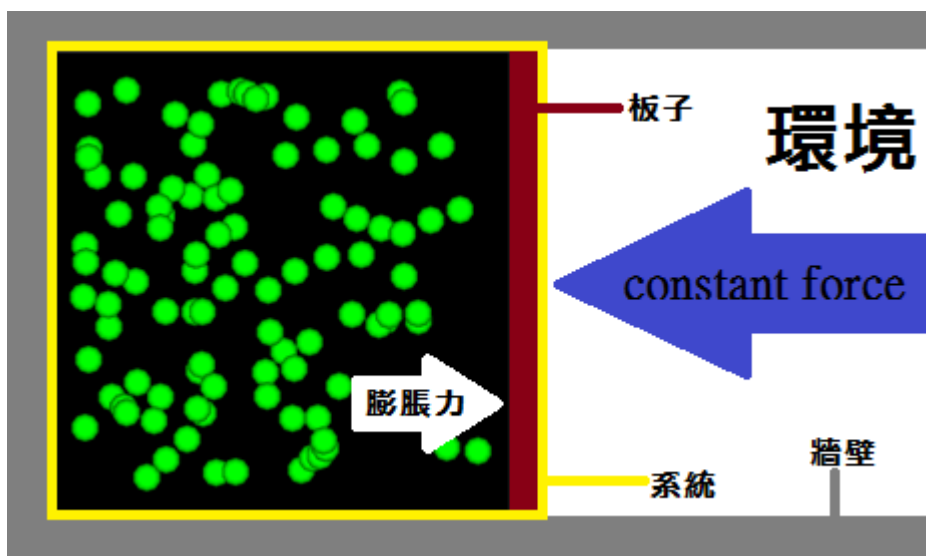 板子
環境
constant force
膨脹力
牆壁
系統